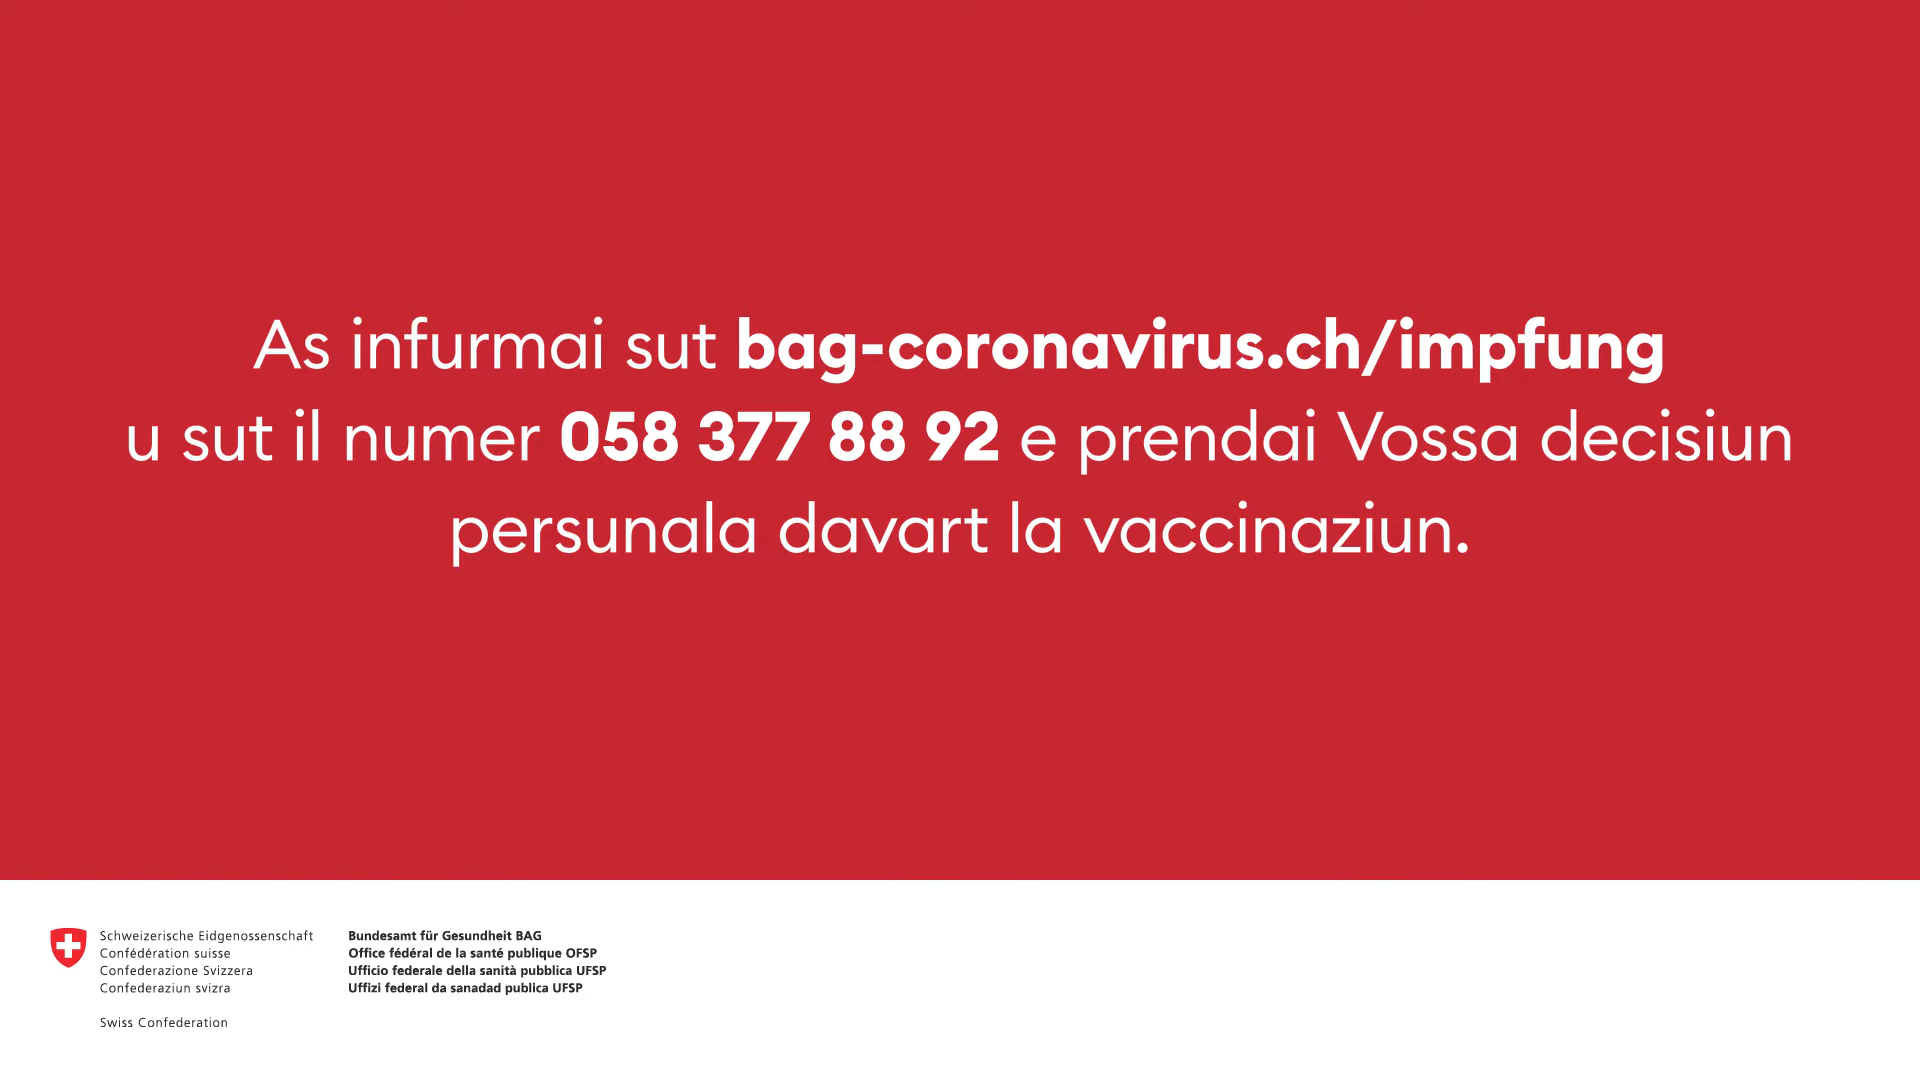 As infurmai sut bag-coronavirus.ch/impfung
u sut il numer 058 377 88 92 e prendai Vossa decisiun
persunala davart la vaccinaziun.
Schweizerische Eidgenossenschaft
Confédération suisse
Confederazione Svizzera
Confederaziun svizra
Swiss Confederation
Bundesamt für Gesundheit BAG
Office fédéral de la santé publique OFSP
Ufficio federale della sanità pubblica UFSP
Uffizi federal da sanadad publica UFSP